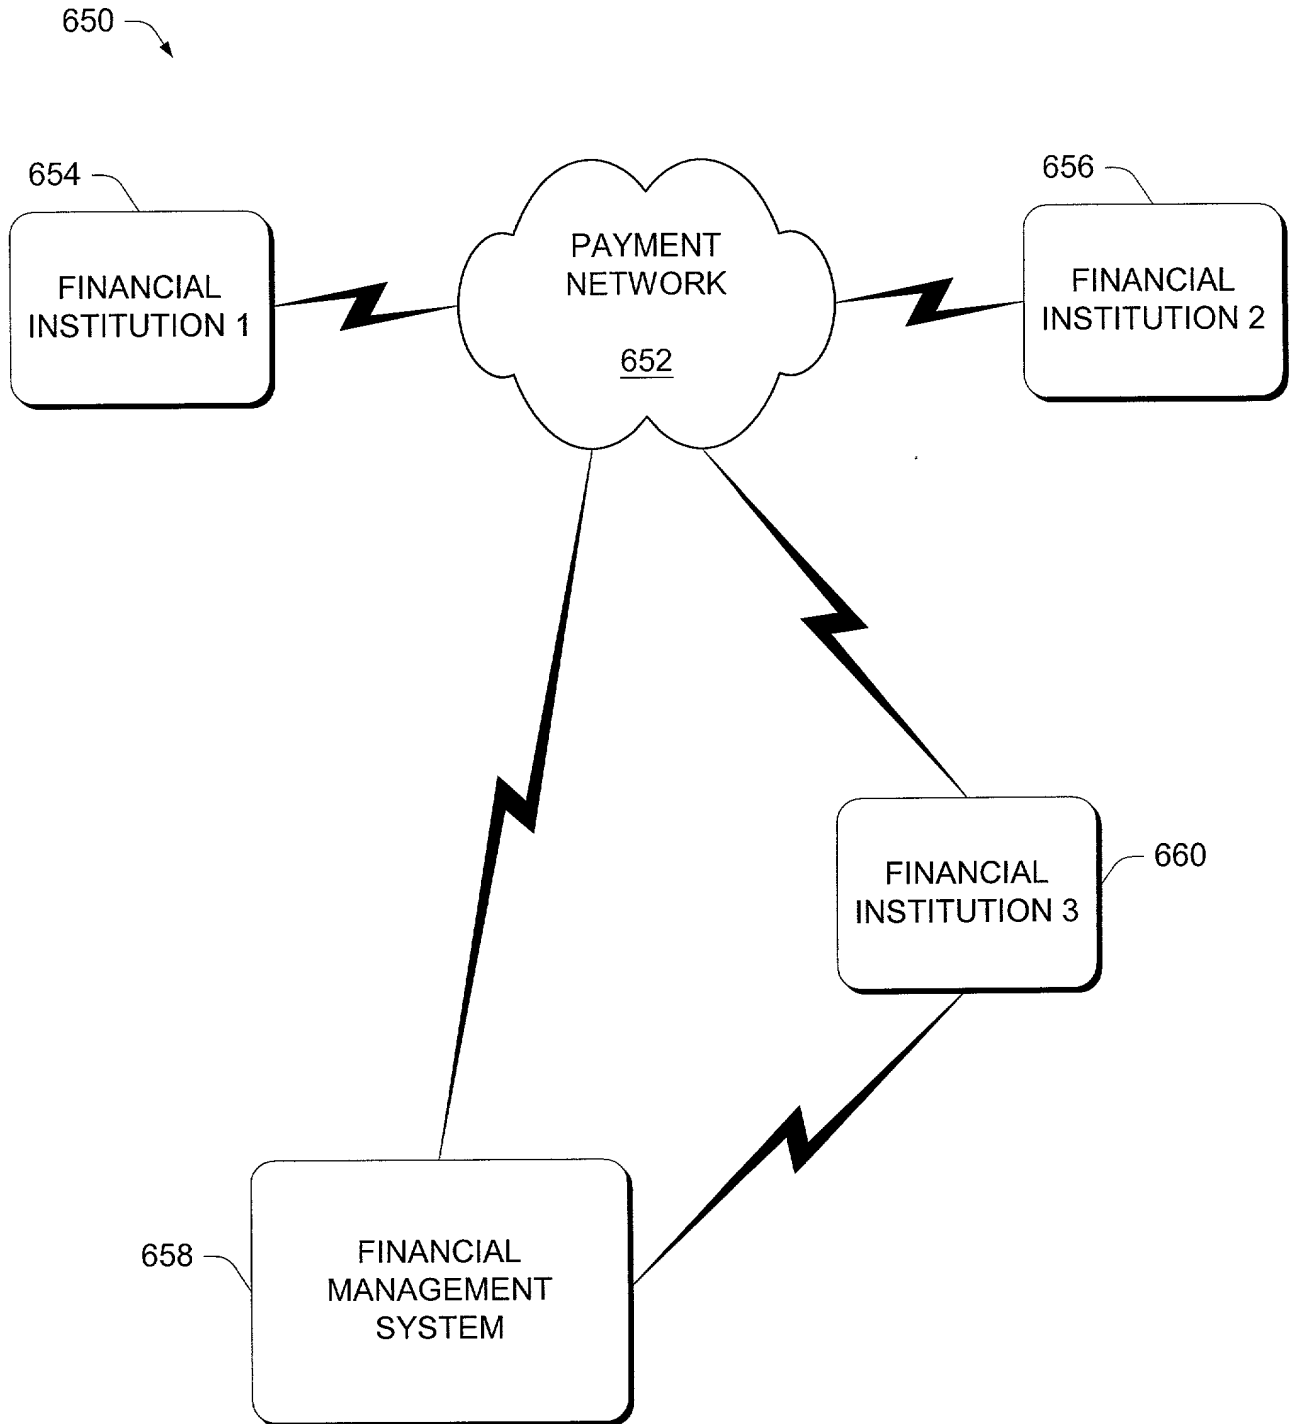 650
654
656
PAYMENT
NETWORK
652
FINANCIAL
INSTITUTION 1
FINANCIAL
INSTITUTION 2
FINANCIAL
INSTITUTION 3
660
658
FINANCIAL
MANAGEMENT
SYSTEM